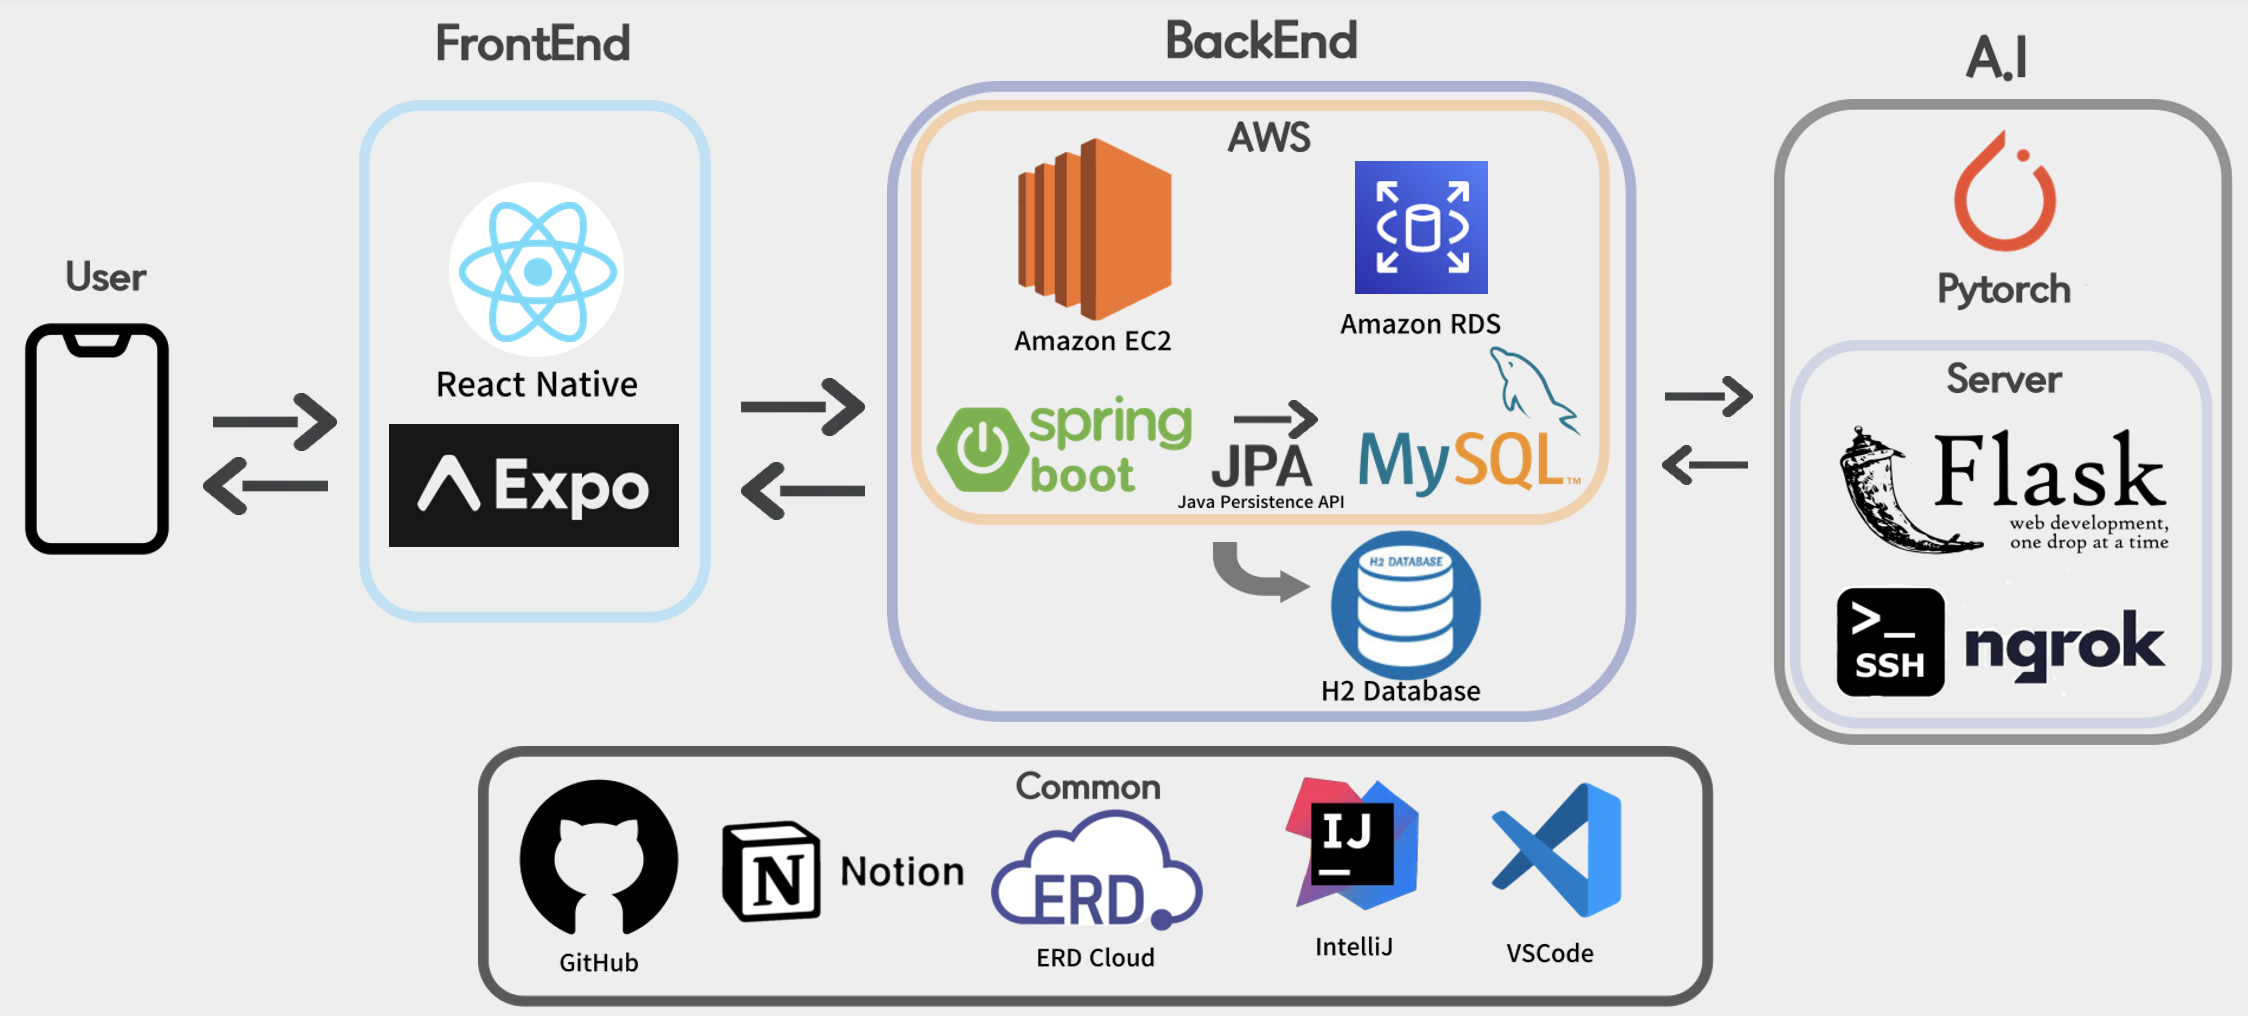 FrontEnd
BackEnd
A.I
User
React Native
Expo
AWS
Amazon EC2
Amazon RDS
spring
boot
JPA
Java Persistence API
MySQL™
H2 DATABASE
H2 Database
Pytorch
Server
Flask
web development,
one drop at a time
>_
SSH
ngrok
Common
GitHub
N
Notion
ERD
ERD Cloud
IJ
IntelliJ
VSCode